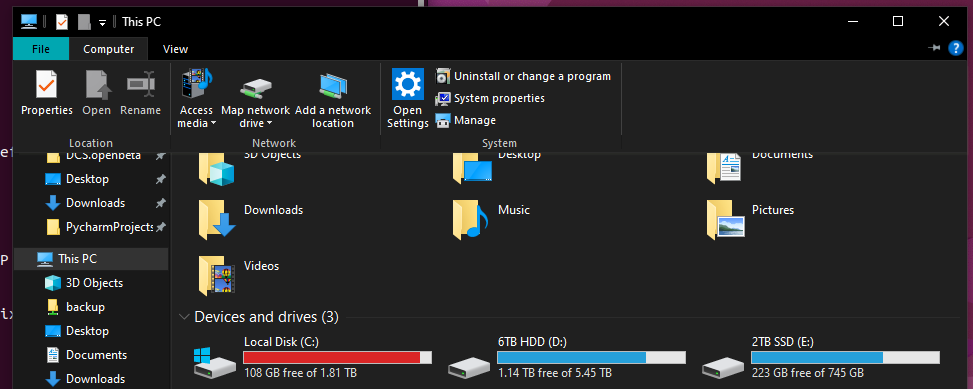 This PC
File
Computer
View
Properties
Open
Rename
Access media
Map network drive
Add a network location
Open Settings
Uninstall or change a program
System properties
Manage
Location
Network
System
DCS.openbeta
Desktop
Downloads
PycharmProjects
This PC
3D Objects
backup
Desktop
Documents
Downloads
3D Objects
Desktop
Documents
Downloads
Music
Pictures
Videos
Devices and drives (3)
Local Disk (C:)
108 GB free of 1.81 TB
6TB HDD (D:)
1.14 TB free of 5.45 TB
2TB SSD (E:)
223 GB free of 745 GB